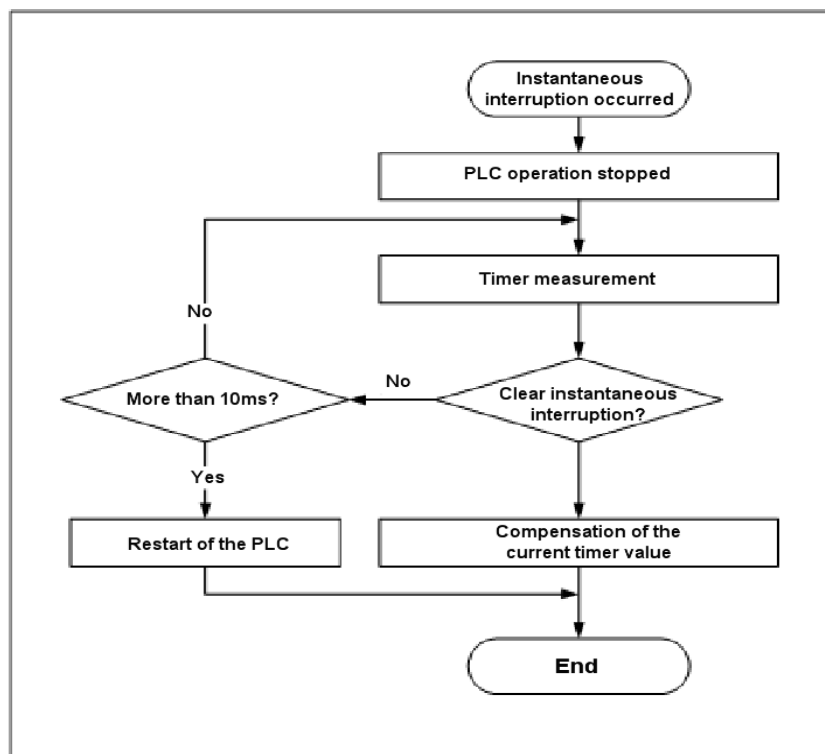 Instantaneous
interruption occurred
PLC operation stopped
Timer measurement
No
More than 10ms?
No
Clear instantaneous
interruption?
Yes
Restart of the PLC
Compensation of the
current timer value
End